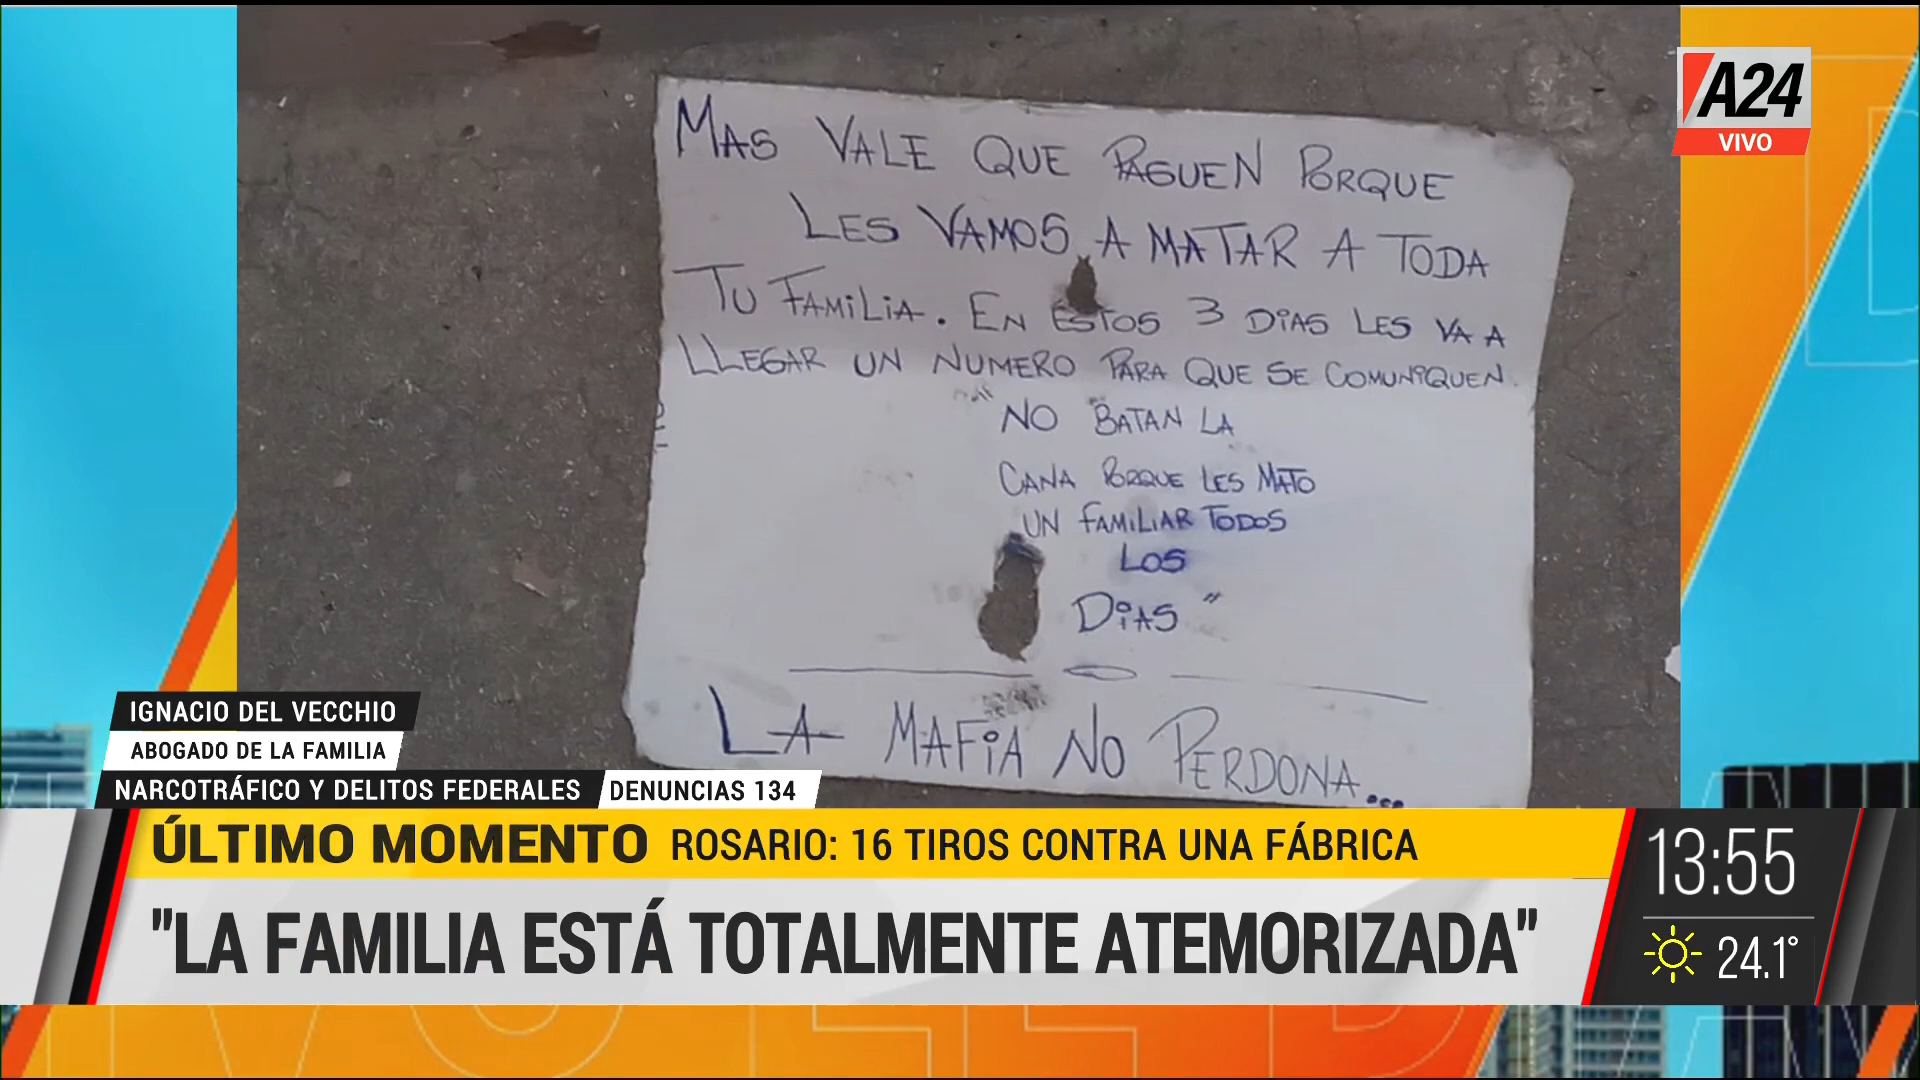 MAS VALE QUE PAGUEN PORQUE
LES VAMOS A MATAR A TODA
TU FAMILIA. EN ESTOS 3 DIAS LES VA A
LLEGAR UN NUMERO PARA QUE SE COMUNIQUEN
"NO BATAN LA
CANA PORQUE LES MATO
UN FAMILIAR TODOS
LOS
DIAS"
LA MAFIA NO PERDONA...
A24
VIVO
IGNACIO DEL VECCHIO
ABOGADO DE LA FAMILIA
NARCOTRÁFICO Y DELITOS FEDERALES DENUNCIAS 134
ÚLTIMO MOMENTO ROSARIO: 16 TIROS CONTRA UNA FÁBRICA
"LA FAMILIA ESTÁ TOTALMENTE ATEMORIZADA"
13:55
24.1°